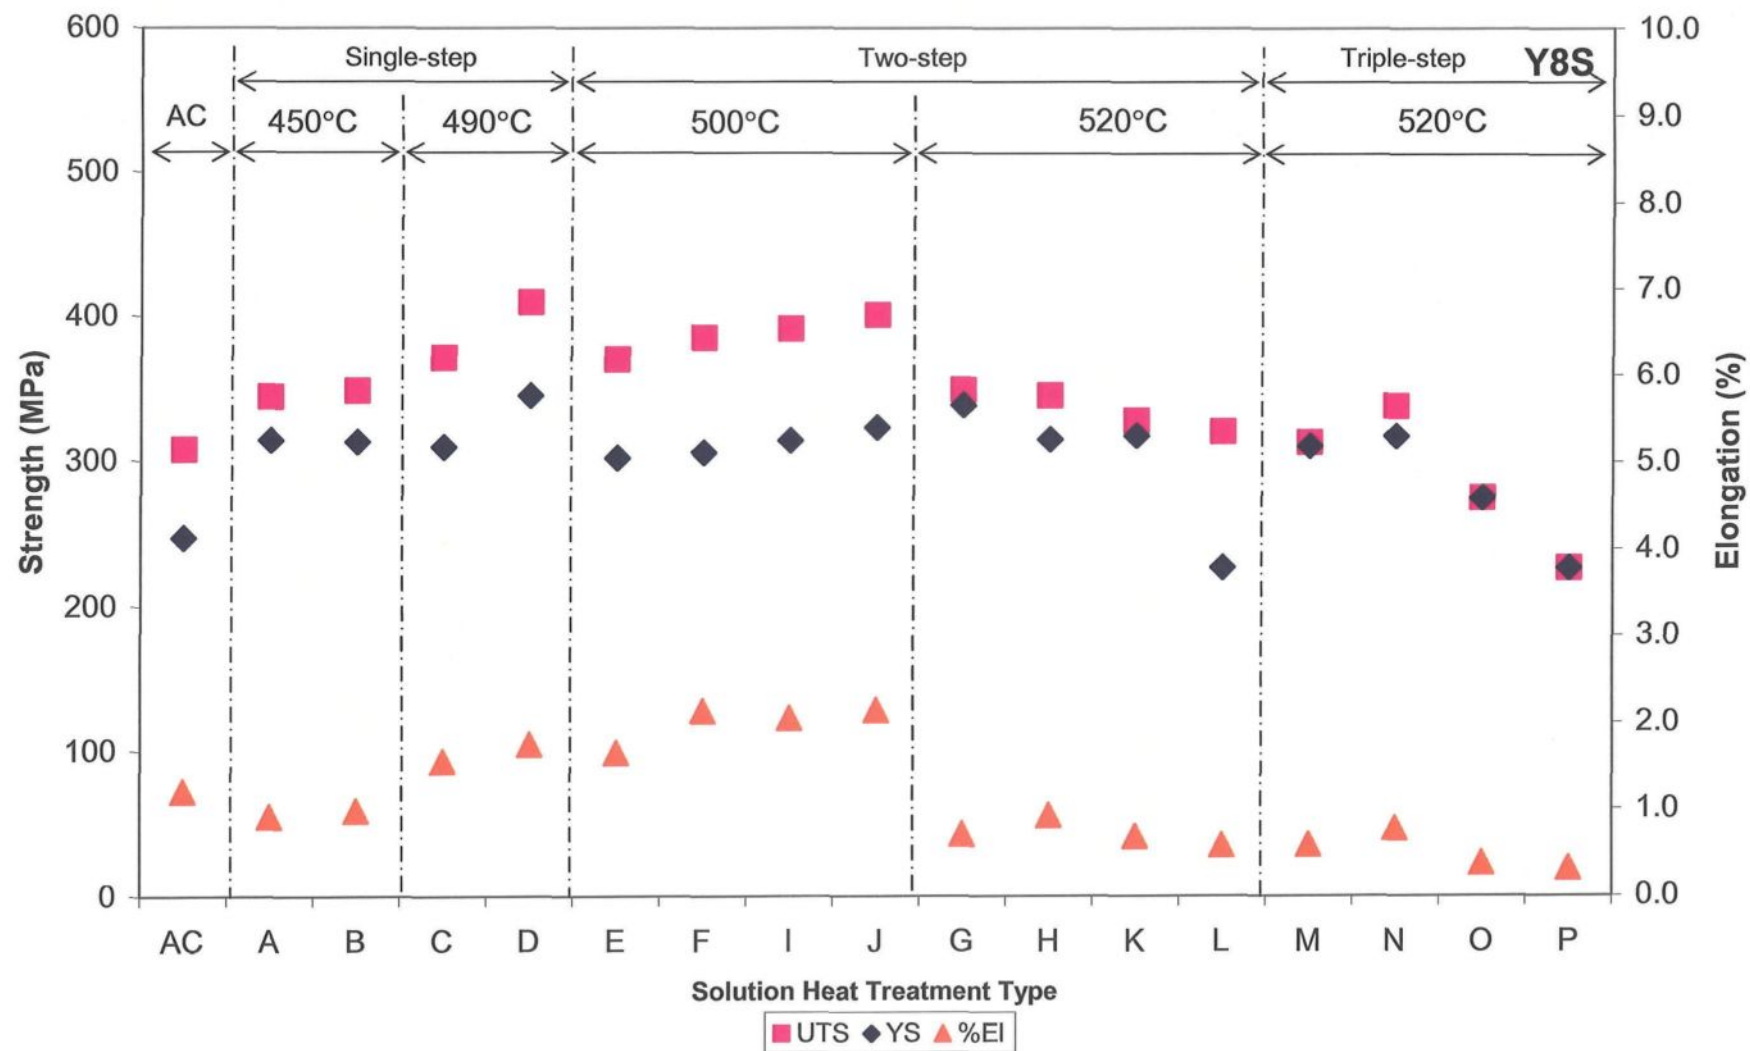 Single-step Two-step Triple-step Y8S
AC 450°C 490°C 500°C 520°C 520°C
600
500
400
300
200
100
0
Strength (MPa)
10.0
9.0
8.0
7.0
6.0
5.0
4.0
3.0
2.0
1.0
0.0
Elongation (%)
AC A B C D E F I J G H K L M N O P
Solution Heat Treatment Type
UTS YS %El